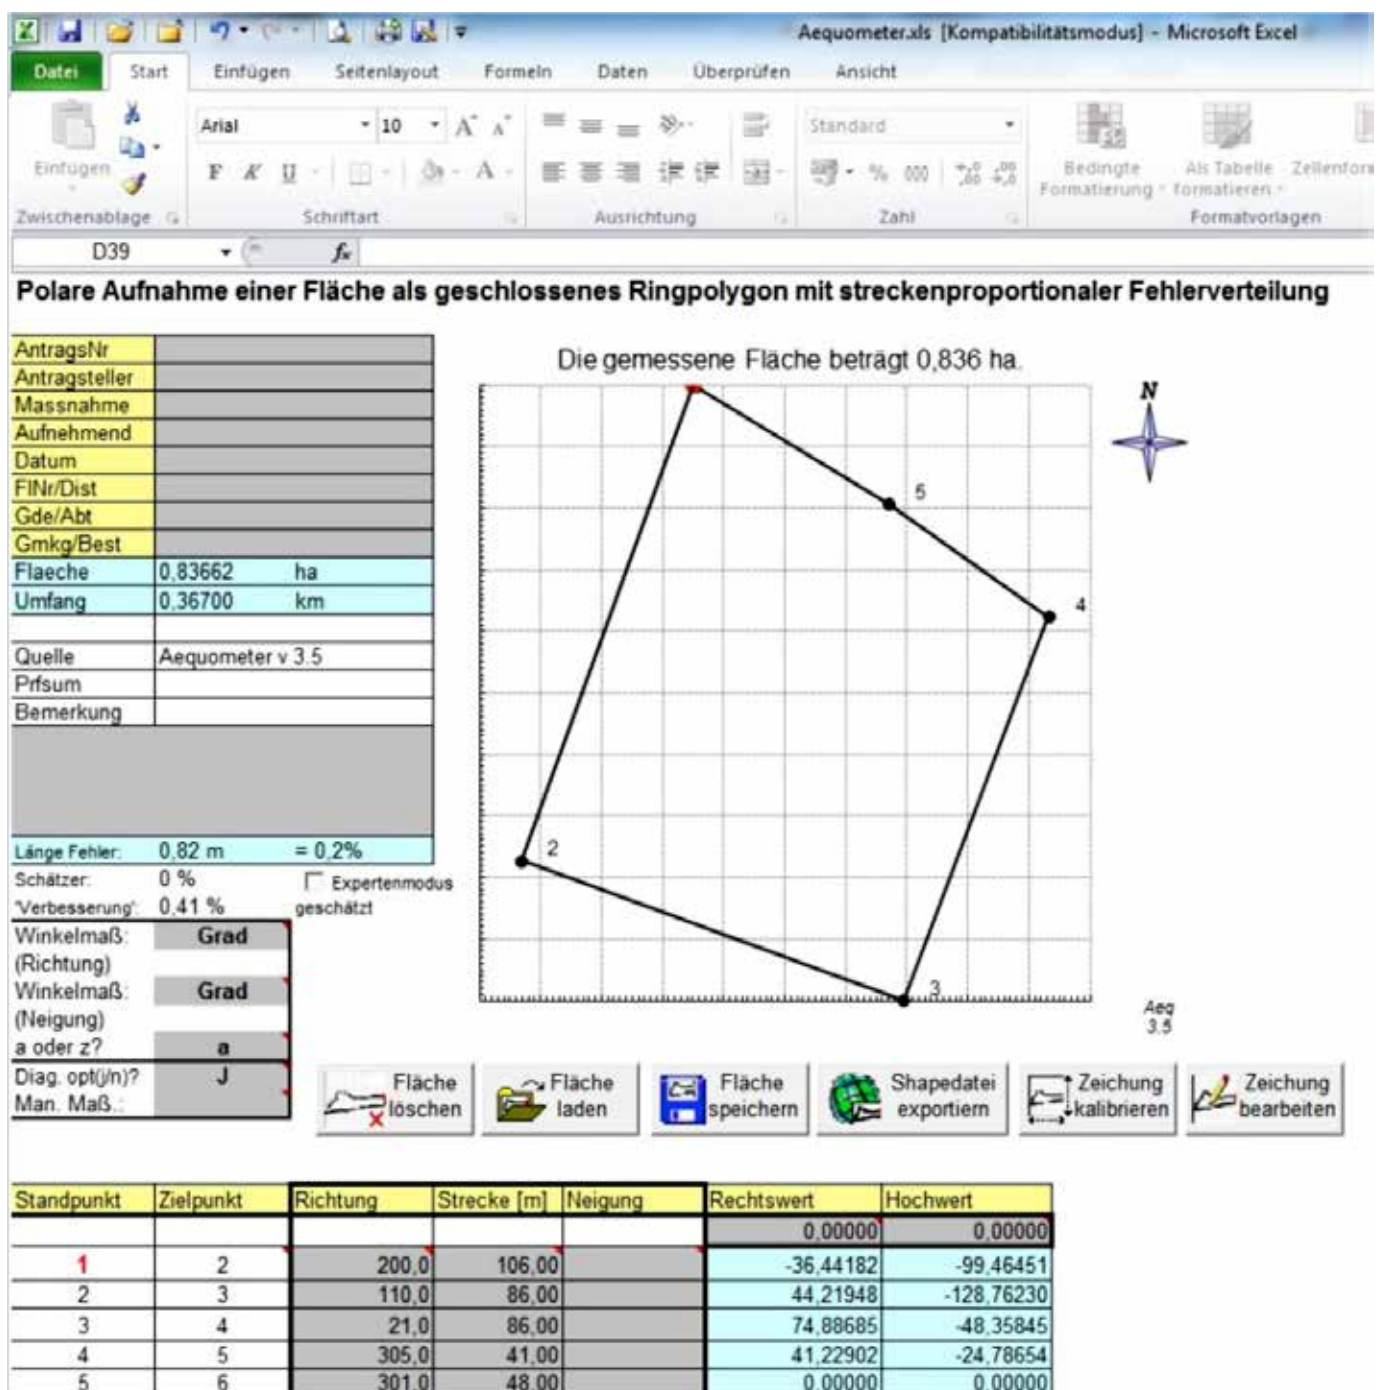 Aequometer.xls [Kompatibilitätsmodus] - Microsoft Excel
Datei Start Einfügen Seitenlayout Formeln Daten Überprüfen Ansicht
Arial 10 A A Standard
Einfügen F K U A % 000 Bedingte Formatierung Als Tabelle formatieren
Zwischenablage Schriftart Ausrichtung Zahl Formatvorlagen
D39 fx
Polare Aufnahme einer Fläche als geschlossenes Ringpolygon mit streckenproportionaler Fehlerverteilung
AntragsNr
Antragsteller
Massnahme
Aufnehmend
Datum
FlNr/Dist
Gde/Abt
Gmkg/Best
Flaeche 0,83662 ha
Umfang 0,36700 km
Quelle Aequometer v 3.5
Prfsum
Bemerkung
Länge Fehler: 0,82 m = 0,2%
Schätzer: 0 % Expertenmodus
"Verbesserung": 0,41 % geschätzt
Winkelmaß: Grad
(Richtung)
Winkelmaß: Grad
(Neigung)
a oder z? a
Diag. opt(j/n)? J
Man. Maß.:
Die gemessene Fläche beträgt 0,836 ha.
N
5
4
2
3
Aeq
3.5
Fläche löschen
Fläche laden
Fläche speichern
Shapedatei exportiern
Zeichung kalibrieren
Zeichung bearbeiten
Standpunkt Zielpunkt Richtung Strecke [m] Neigung Rechtswert Hochwert
0,00000 0,00000
1 2 200,0 106,00 -36,44182 -99,46451
2 3 110,0 86,00 44,21948 -128,76230
3 4 21,0 86,00 74,88685 -48,35845
4 5 305,0 41,00 41,22902 -24,78654
5 6 301,0 48,00 0,00000 0,00000